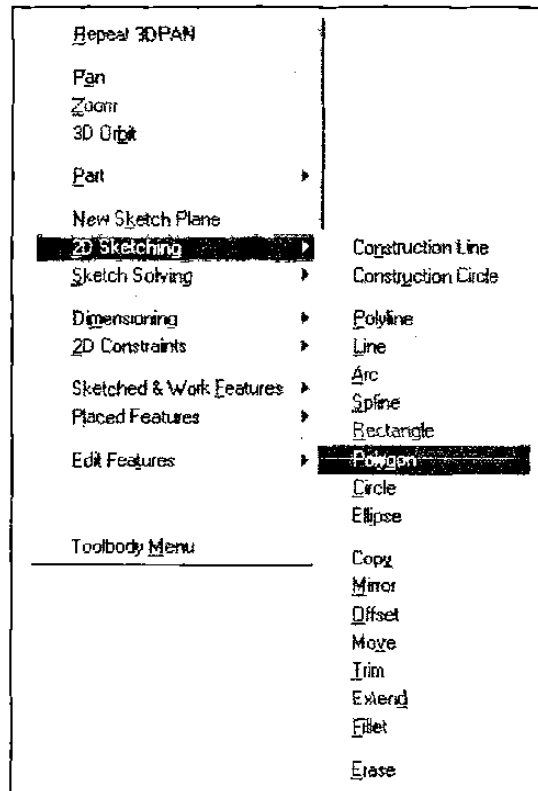 Repeat 3DPAN
Pan
Zoom
3D Orbit
Part
New Sketch Plane
2D Sketching
Sketch Solving
Dimensioning
2D Constraints
Sketched & Work Features
Placed Features
Edit Features
Toolbody Menu
Construction Line
Construction Circle
Polyline
Line
Arc
Spline
Rectangle
Polygon
Circle
Ellipse
Copy
Mirror
Offset
Move
Trim
Extend
Fillet
Erase